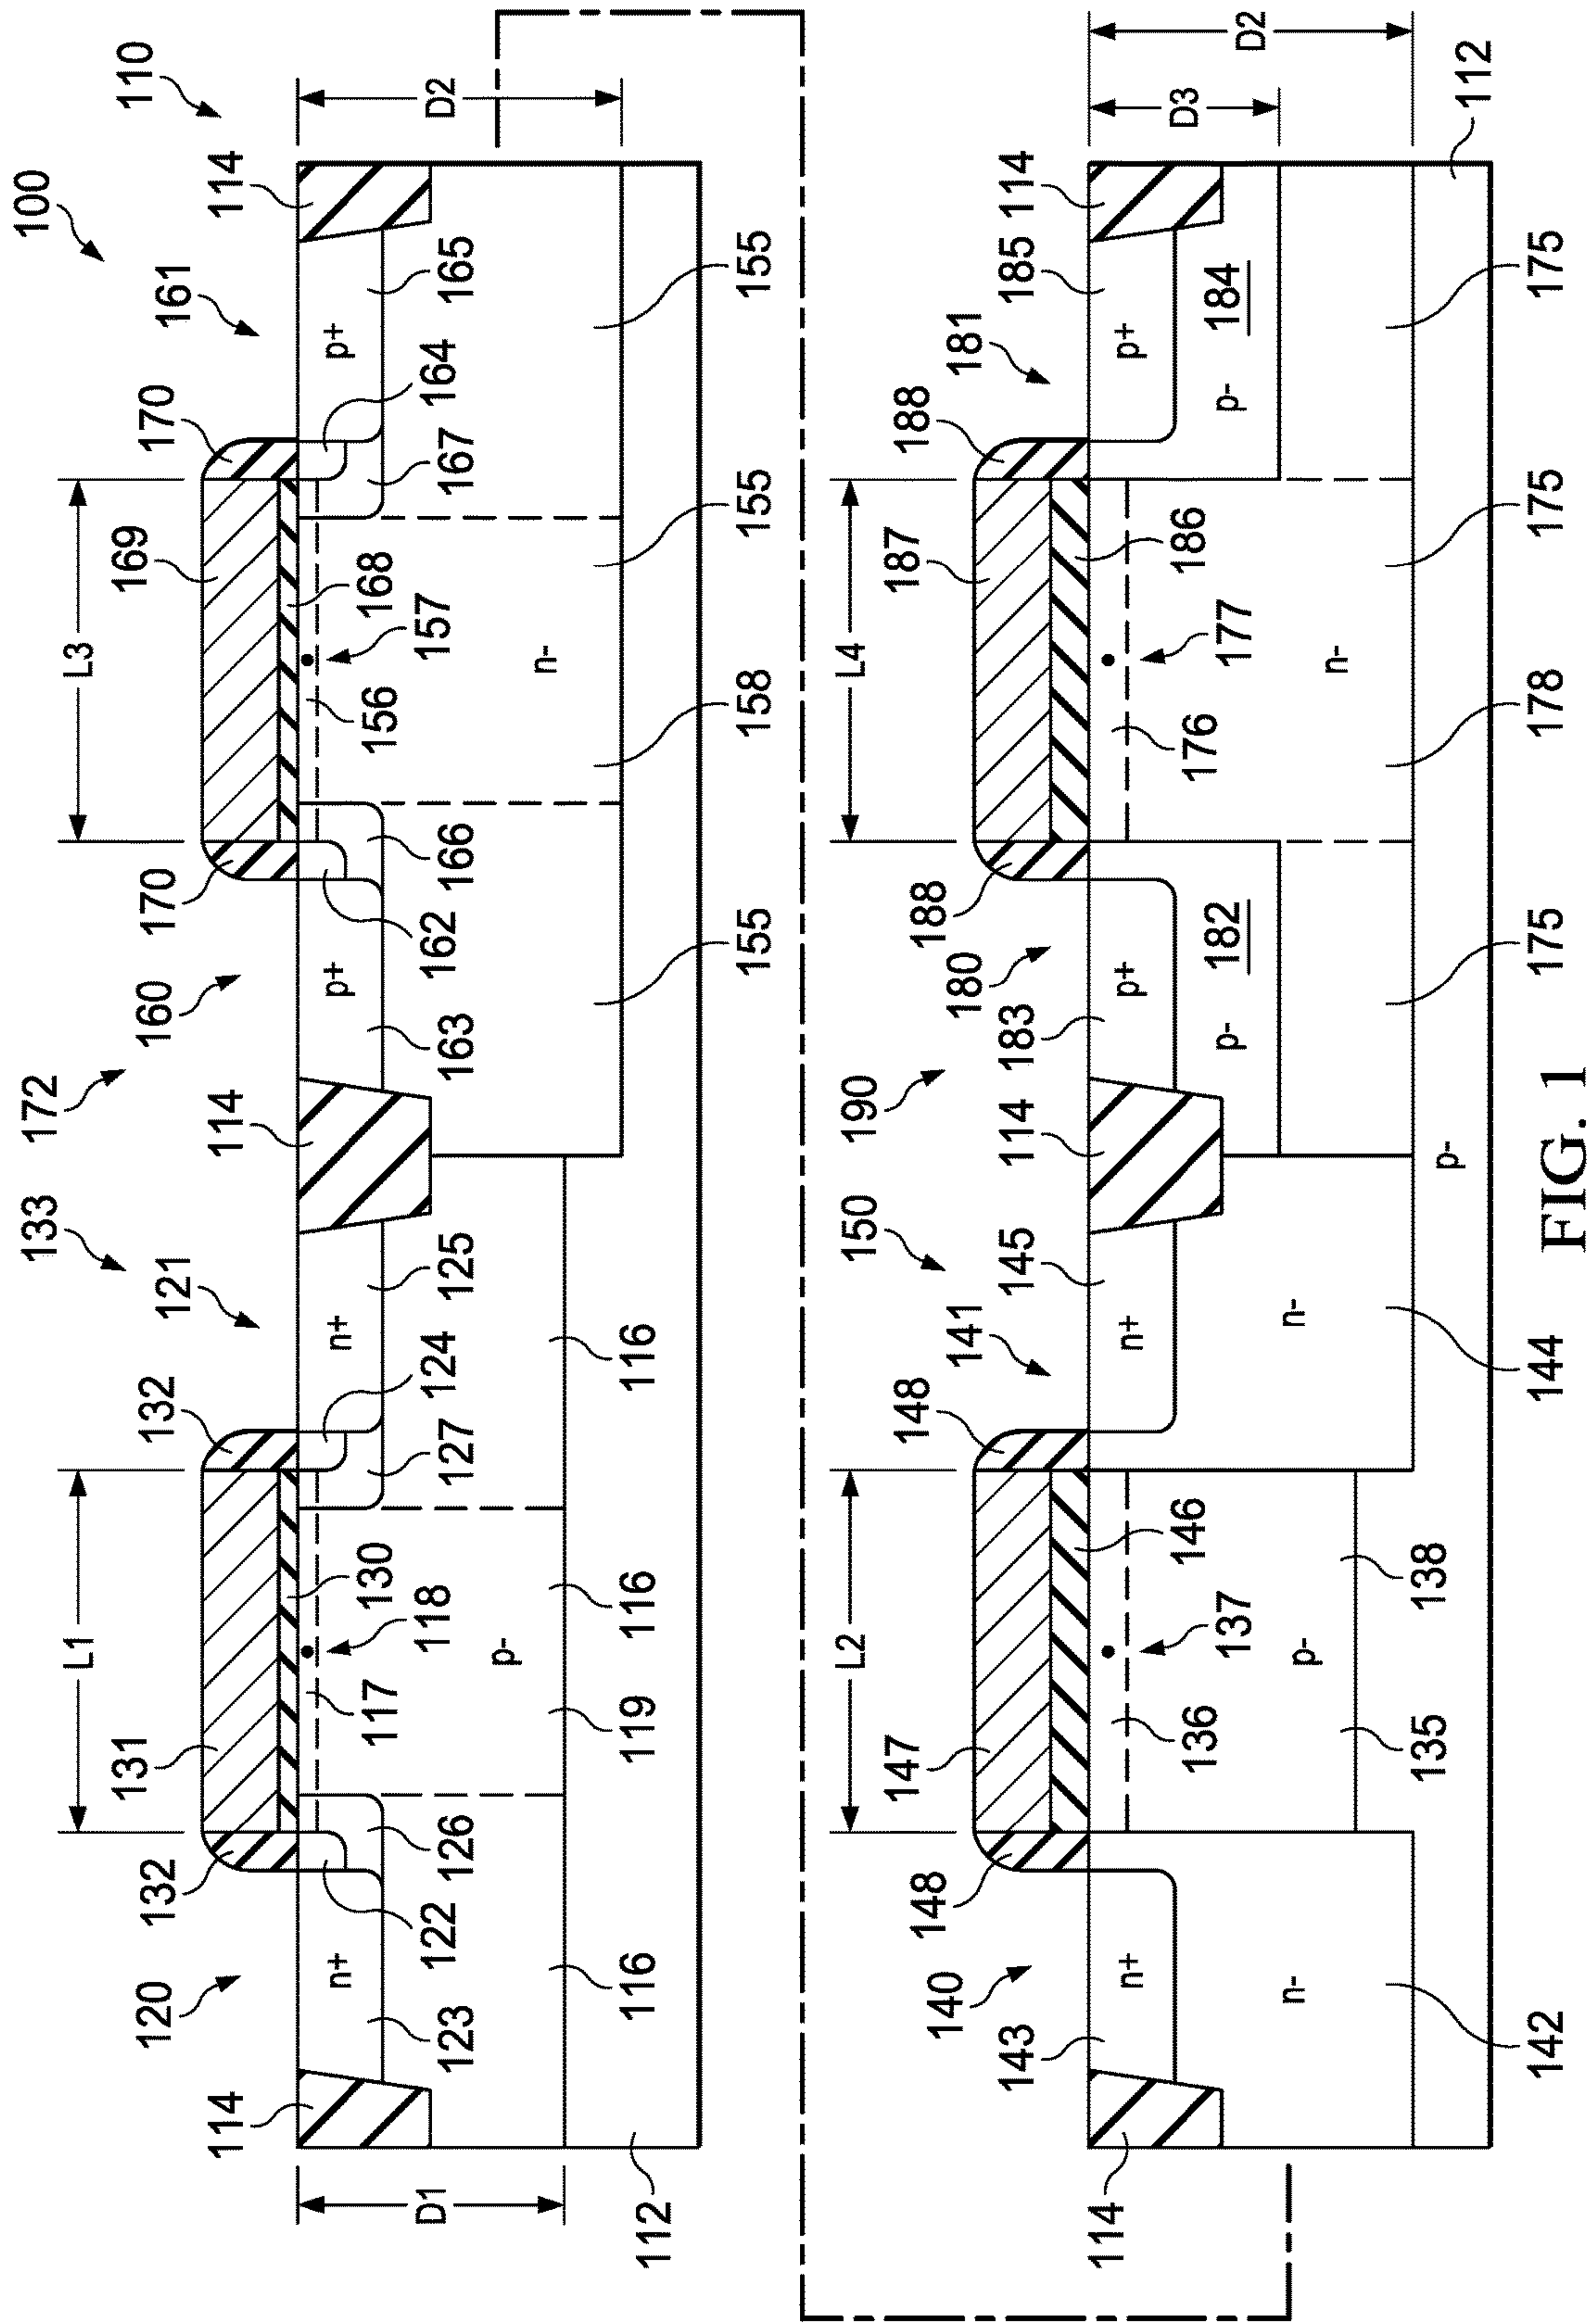 133 172 100
L1 L3
131 169 110
120 132 132 121 160 170 170 161
114 114 114
n+ n+ p+ p+
117 130 156 168
D1 122 118 124 162 157 164 D2
123 126 127 125 163 166 167 165
p- n-
112 116 119 116 116
155 158 155 155
L2 150 190 L4
147 187
148 148 188 188
140 141 180 181
143 145 183 185
114 114 114
n+ n+ p+ p+
136 146 176 186 D3
137 p- 182 177 p- 184 D2
n- p- n- n-
135 138
p- 112
142 144 175 178 175 175
FIG. 1